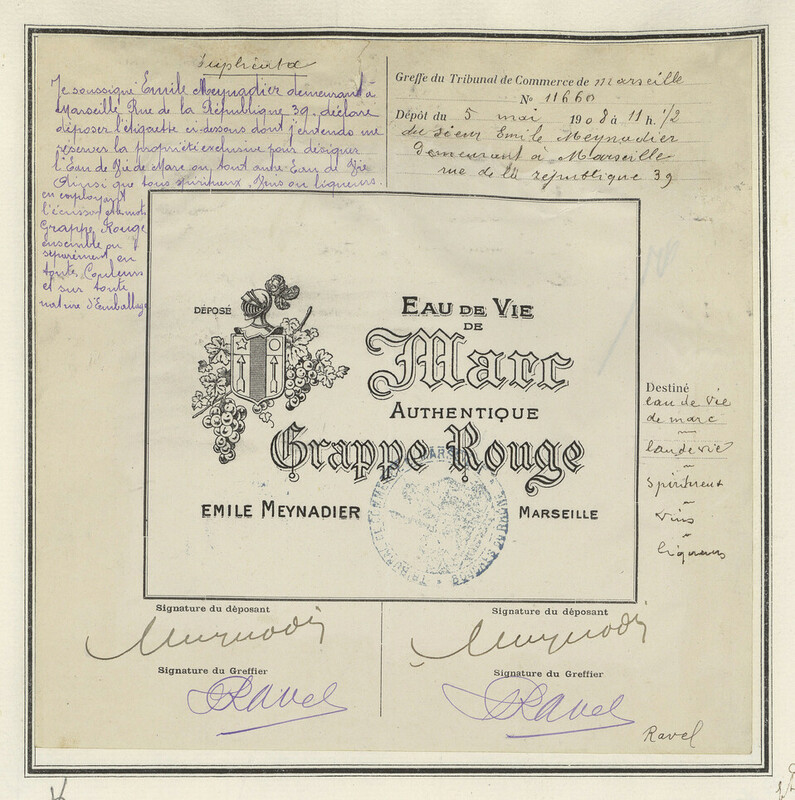 Duplicata
Je soussigné Emile Meynadier demeurant à
Marseille Rue de la République 39. déclare
déposer l'étiquette ci-dessous dont j'entends me
réserver la propriété exclusive pour désigner
l'Eau de Vie de Marc ou tout autre Eau de Vie
Ainsi que tous spiritueux, Vins ou liqueurs.
en employant
l'écusson et le mot
Grappe Rouge
ensemble ou
séparément en
toute Couleurs
et sur toute
nature d'Emballage
Greffe du Tribunal de Commerce de Marseille
No 11660
Dépôt du 5 mai 1908 à 11 h. 1/2
du sieur Emile Meynadier
Demeurant à Marseille
rue de la république 39
DÉPOSÉ
EAU DE VIE
DE
Marc
AUTHENTIQUE
Grappe Rouge
EMILE MEYNADIER
MARSEILLE
Destiné
eau de vie
de marc
eau de vie
spiritueux
vins
liqueurs
Signature du déposant
Meynadier
Signature du Greffier
Ravel
Signature du déposant
Meynadier
Signature du Greffier
Ravel
Ravel